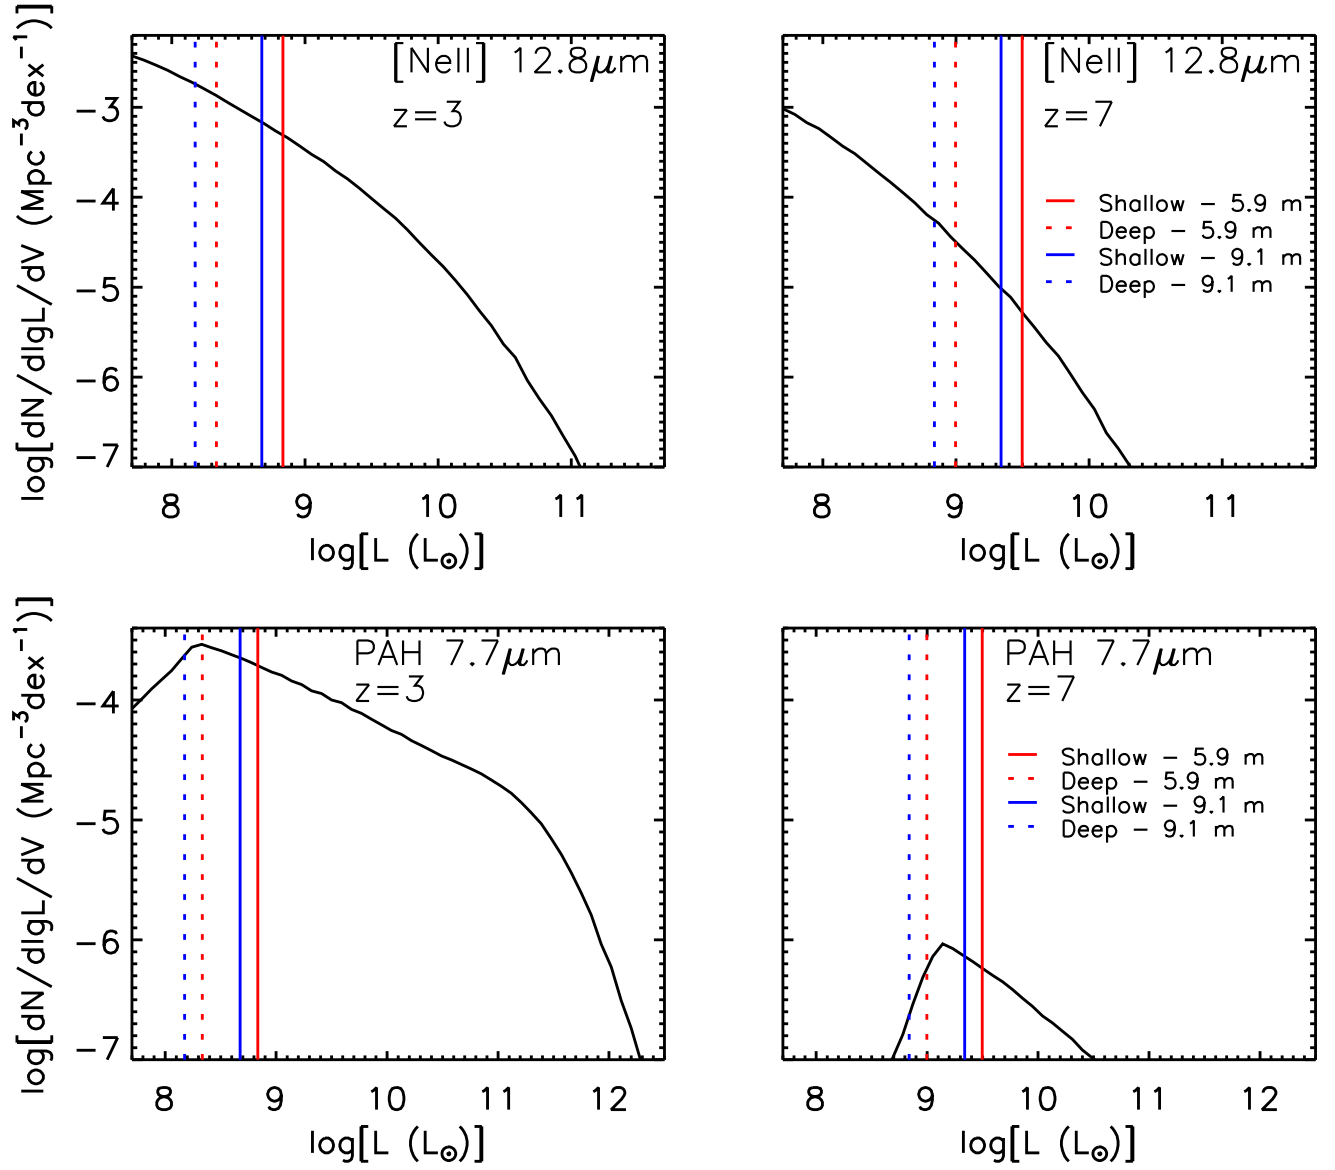 [NeII] 12.8μm
z=3
log[dN/dlgL/dV (Mpc⁻³dex⁻¹)]
−3
−4
−5
−6
−7
8 9 10 11
log[L (L⊙)]
[NeII] 12.8μm
z=7
Shallow − 5.9 m
Deep − 5.9 m
Shallow − 9.1 m
Deep − 9.1 m
8 9 10 11
log[L (L⊙)]
PAH 7.7μm
z=3
log[dN/dlgL/dV (Mpc⁻³dex⁻¹)]
−4
−5
−6
−7
8 9 10 11 12
log[L (L⊙)]
PAH 7.7μm
z=7
Shallow − 5.9 m
Deep − 5.9 m
Shallow − 9.1 m
Deep − 9.1 m
8 9 10 11 12
log[L (L⊙)]